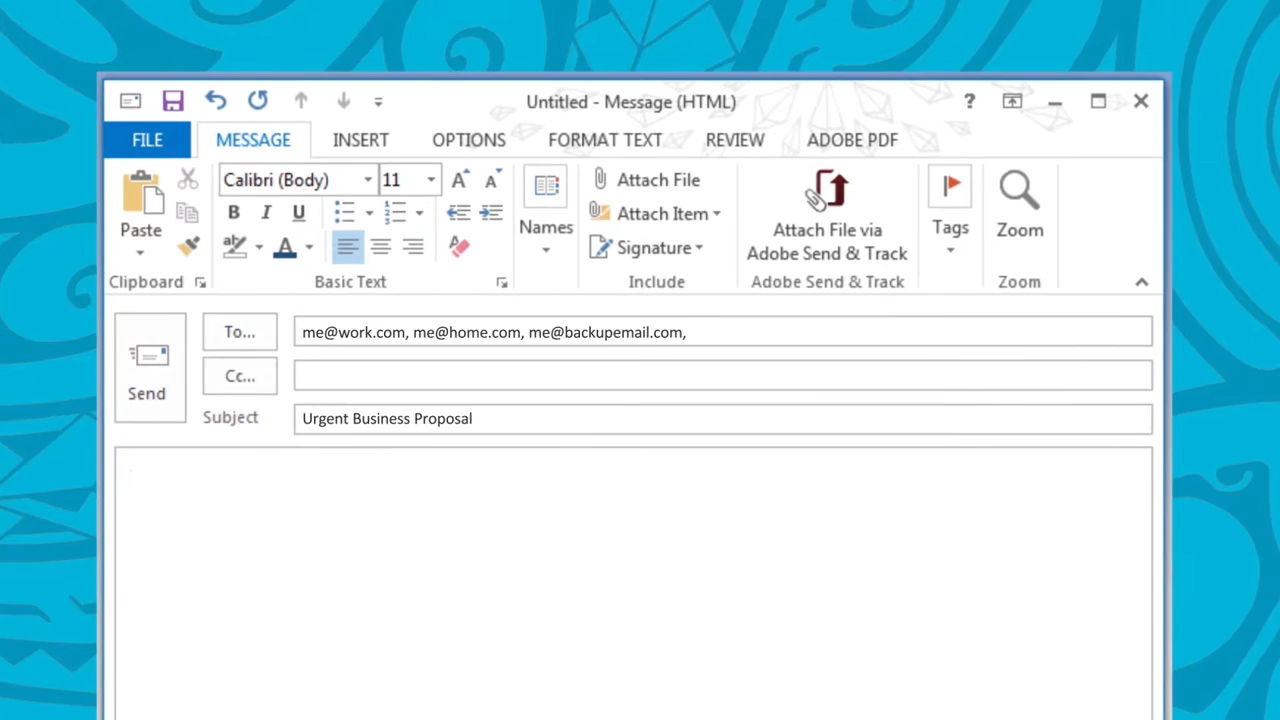 Untitled - Message (HTML)
?
FILE MESSAGE INSERT OPTIONS FORMAT TEXT REVIEW ADOBE PDF
Paste
Clipboard
Calibri (Body) 11 A A
B I U
A
Basic Text
Names
Attach File
Attach Item
Signature
Include
Attach File via
Adobe Send & Track
Adobe Send & Track
Tags
Zoom
Zoom
Send
To... me@work.com, me@home.com, me@backupemail.com,
Cc...
Subject Urgent Business Proposal